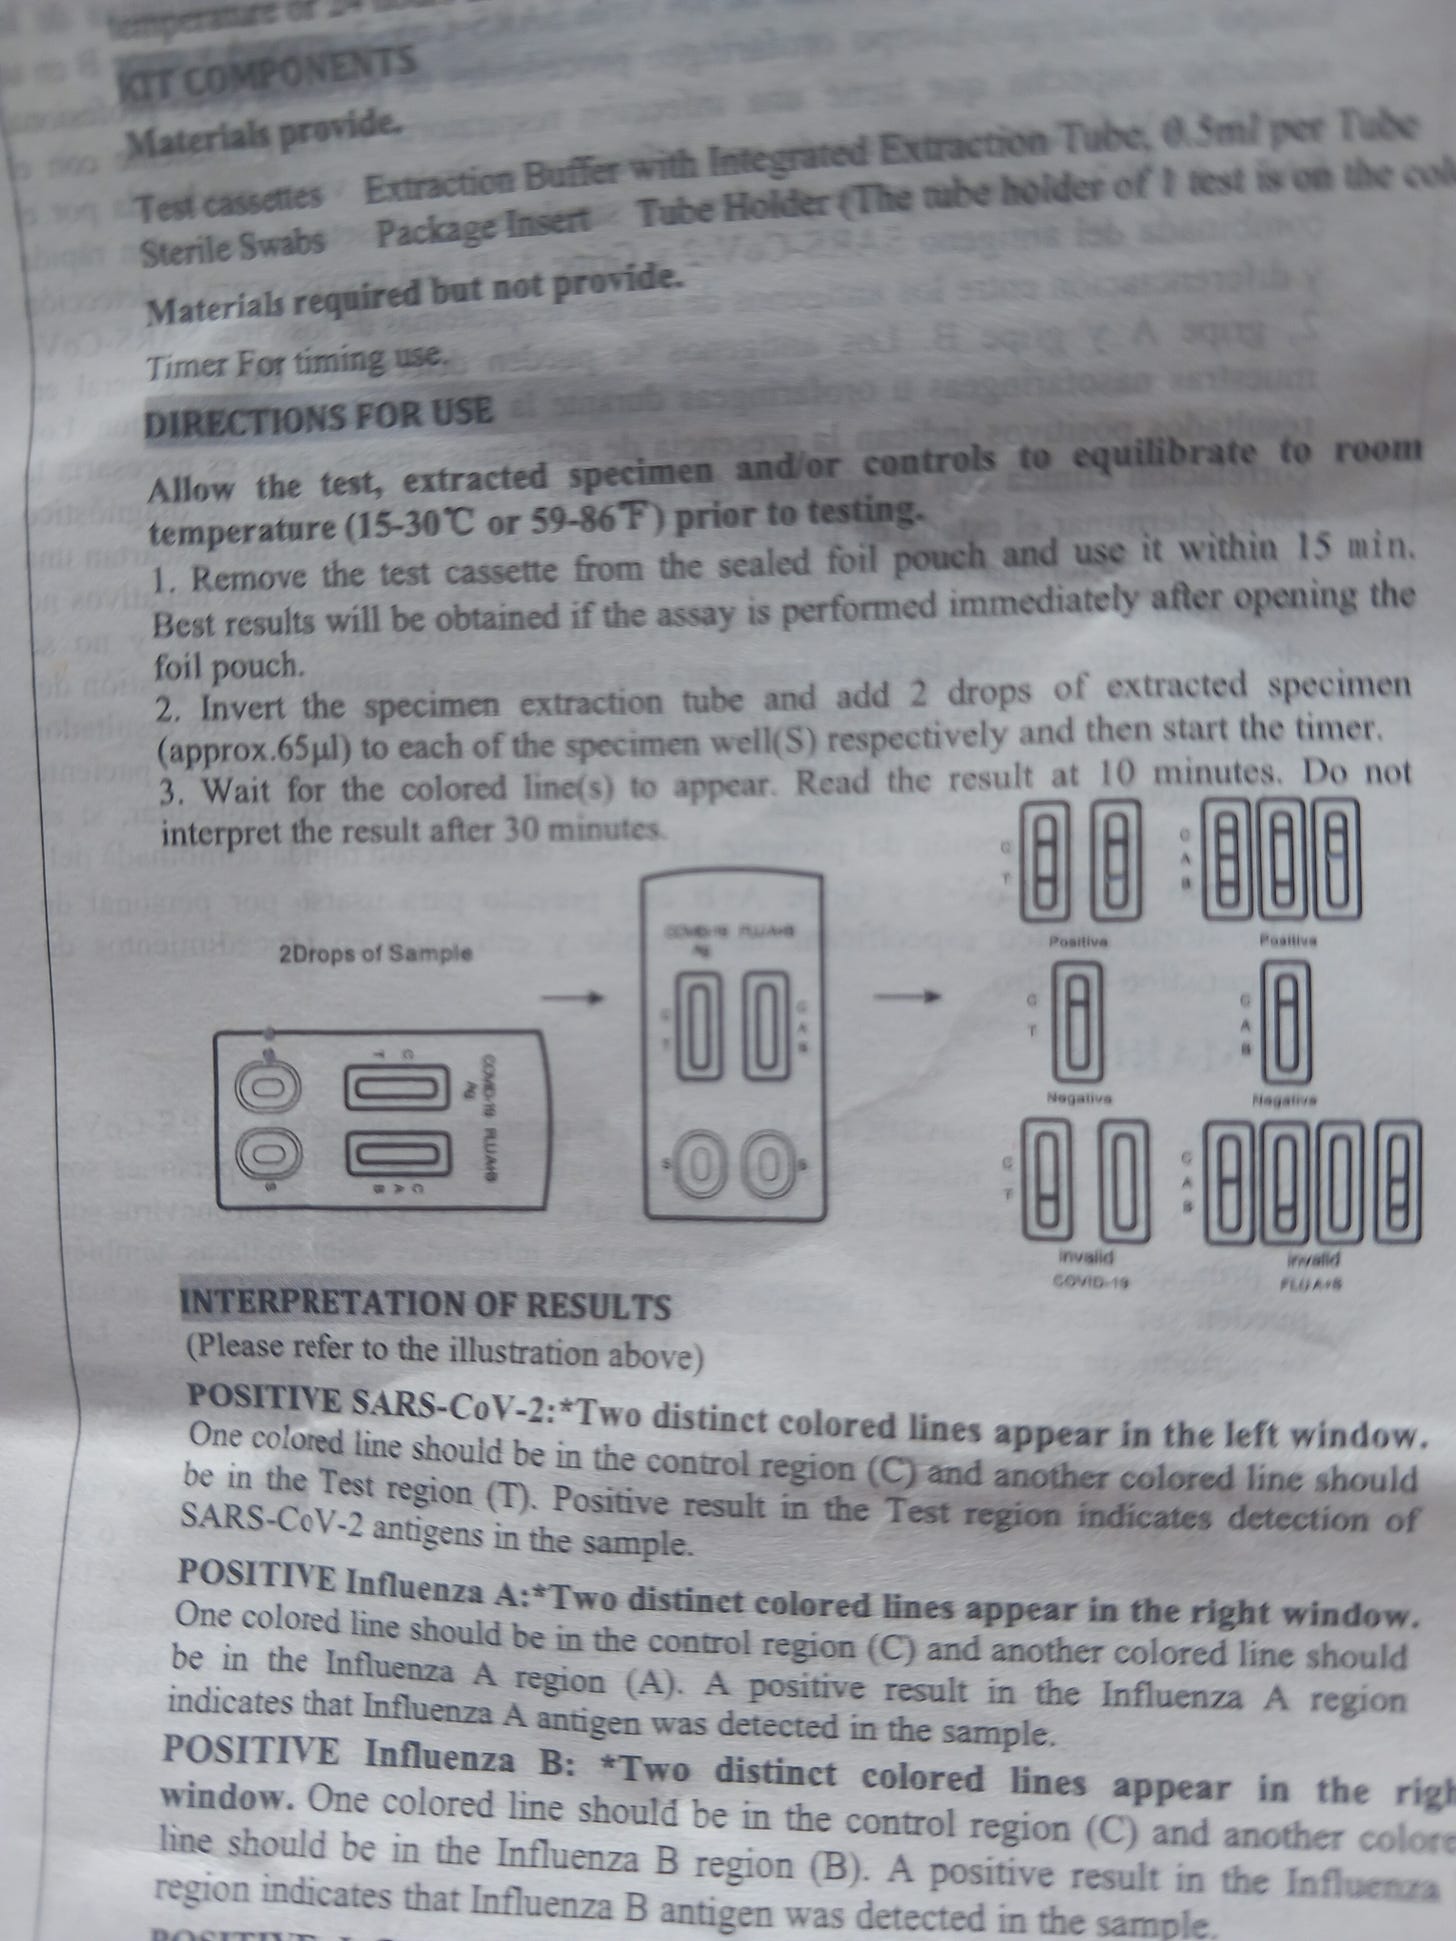 temperature or 24 hours
KIT COMPONENTS
Materials provide.
Test cassettes Extraction Buffer with Integrated Extraction Tube, 0.5ml per Tube
Sterile Swabs Package Insert Tube Holder (The tube holder of 1 test is on the
Materials required but not provide.
Timer For timing use.
DIRECTIONS FOR USE
Allow the test, extracted specimen and/or controls to equilibrate to room
temperature (15-30℃ or 59-86℉) prior to testing.
1. Remove the test cassette from the sealed foil pouch and use it within 15 min.
Best results will be obtained if the assay is performed immediately after opening the
foil pouch.
2. Invert the specimen extraction tube and add 2 drops of extracted specimen
(approx.65µl) to each of the specimen well(S) respectively and then start the timer.
3. Wait for the colored line(s) to appear. Read the result at 10 minutes. Do not
interpret the result after 30 minutes.
2Drops of Sample
S
S
T C
B A C
COVID-19 Ag
FLU A+B
COVID-19 FLU A+B
Ag
C
T
C
A
B
S
S
C
T
C
A
B
Positive
Positive
C
T
C
A
B
Negative
Negative
C
T
C
A
B
Invalid
Invalid
COVID-19
FLU A+B
INTERPRETATION OF RESULTS
(Please refer to the illustration above)
POSITIVE SARS-CoV-2:*Two distinct colored lines appear in the left window.
One colored line should be in the control region (C) and another colored line should
be in the Test region (T). Positive result in the Test region indicates detection of
SARS-CoV-2 antigens in the sample.
POSITIVE Influenza A:*Two distinct colored lines appear in the right window.
One colored line should be in the control region (C) and another colored line should
be in the Influenza A region (A). A positive result in the Influenza A region
indicates that Influenza A antigen was detected in the sample.
POSITIVE Influenza B: *Two distinct colored lines appear in the righ
window. One colored line should be in the control region (C) and another colore
line should be in the Influenza B region (B). A positive result in the Influenza
region indicates that Influenza B antigen was detected in the sample.